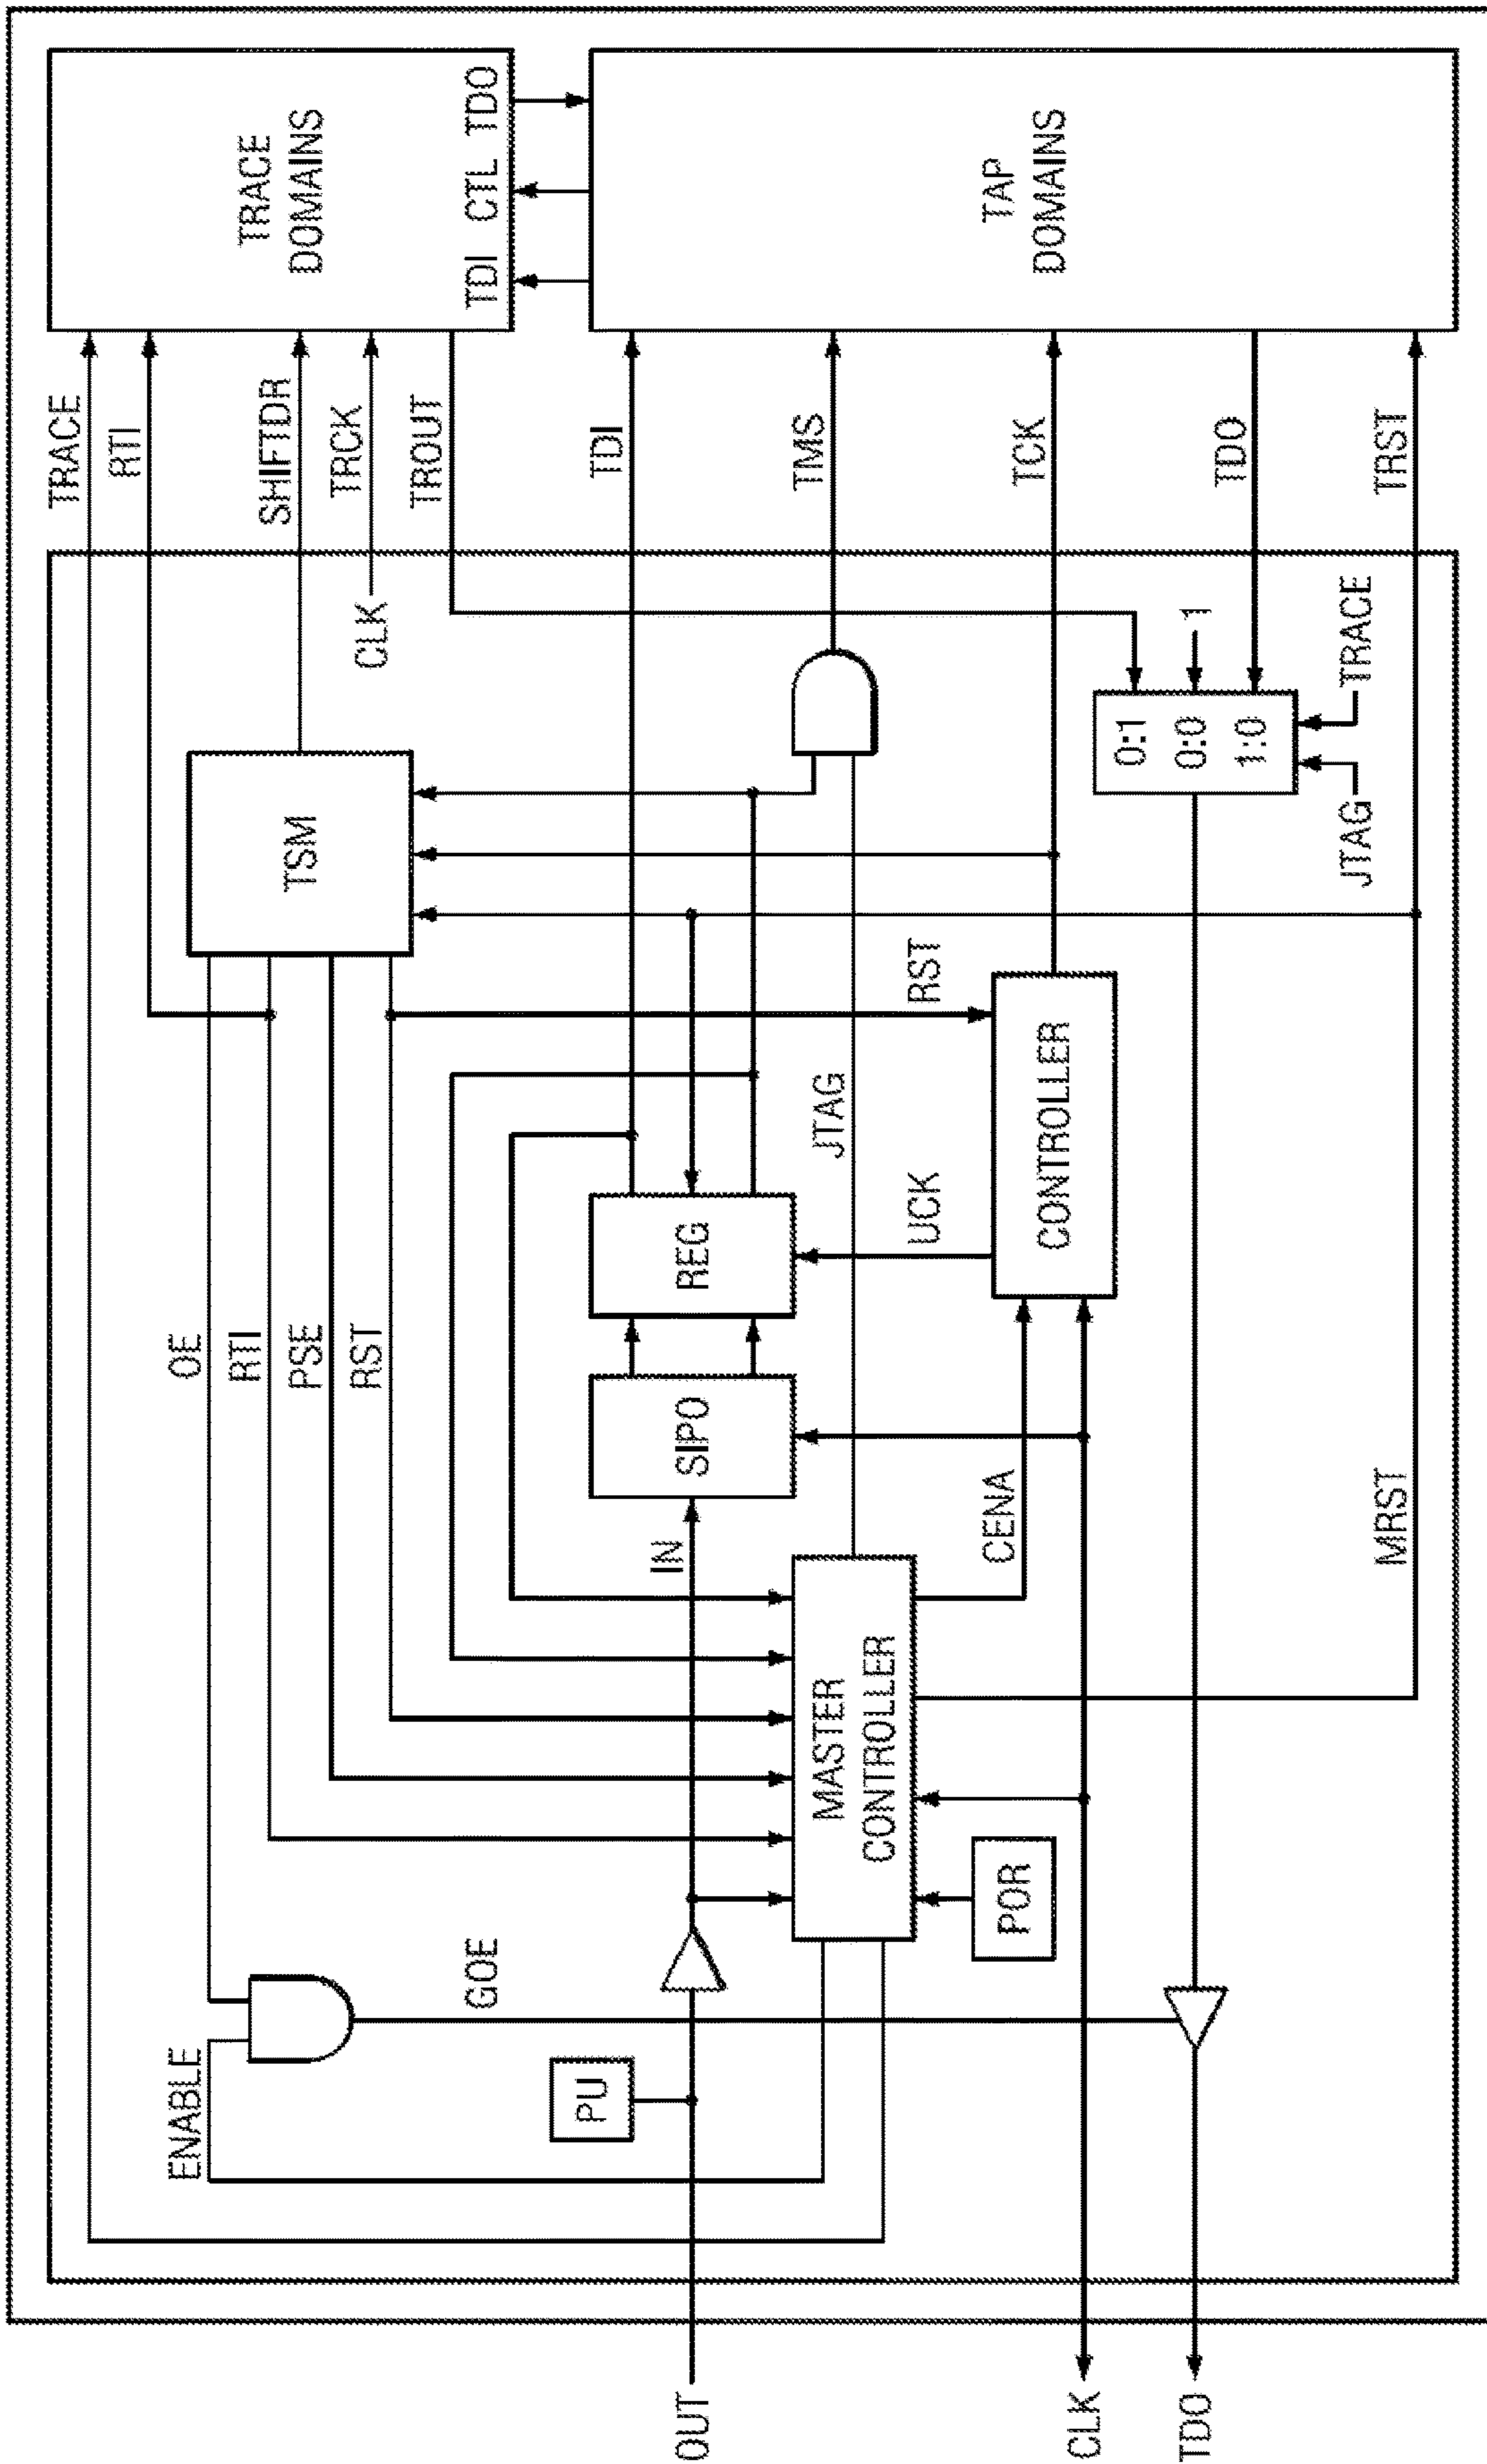 TRACE
DOMAINS
TDI CTL TDO
TAP
DOMAINS
TRACE
RTI
SHIFTDR
TRCK
TROUT
TDI
TMS
TCK
TDO
TRST
CLK
TSM
0:1
0:0
1:0
1
TRACE
JTAG
RST
CONTROLLER
JTAG
UCK
REG
SIPO
OE
RTI
PSE
RST
IN
CENA
MRST
MASTER
CONTROLLER
POR
GOE
ENABLE
PU
OUT
CLK
TDO